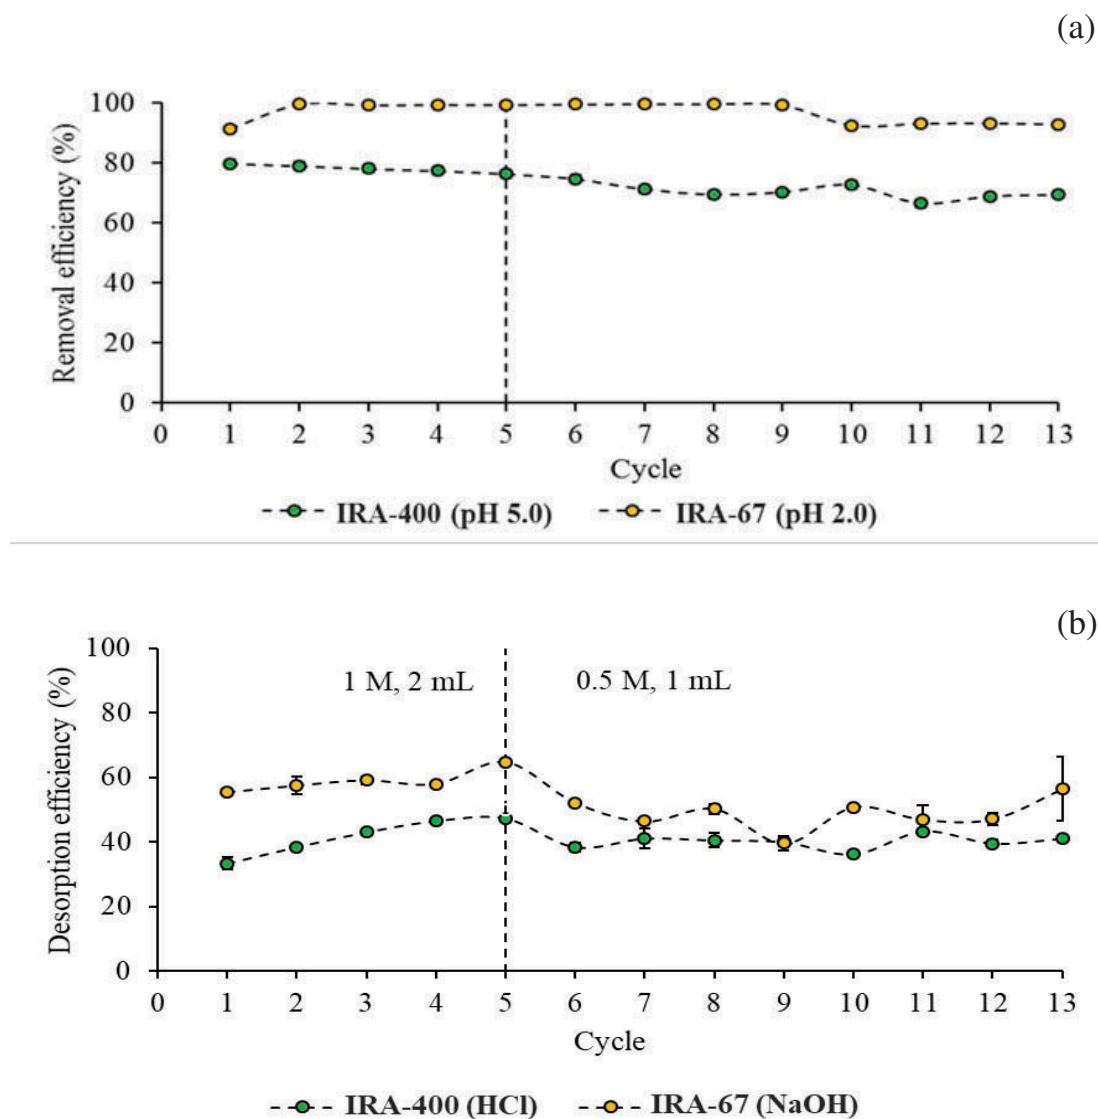 (a)
Removal efficiency (%)
100
80
60
40
20
0
0 1 2 3 4 5 6 7 8 9 10 11 12 13
Cycle
IRA-400 (pH 5.0) IRA-67 (pH 2.0)
(b)
Desorption efficiency (%)
100
1 M, 2 mL 0.5 M, 1 mL
80
60
40
20
0
0 1 2 3 4 5 6 7 8 9 10 11 12 13
Cycle
IRA-400 (HCl) IRA-67 (NaOH)